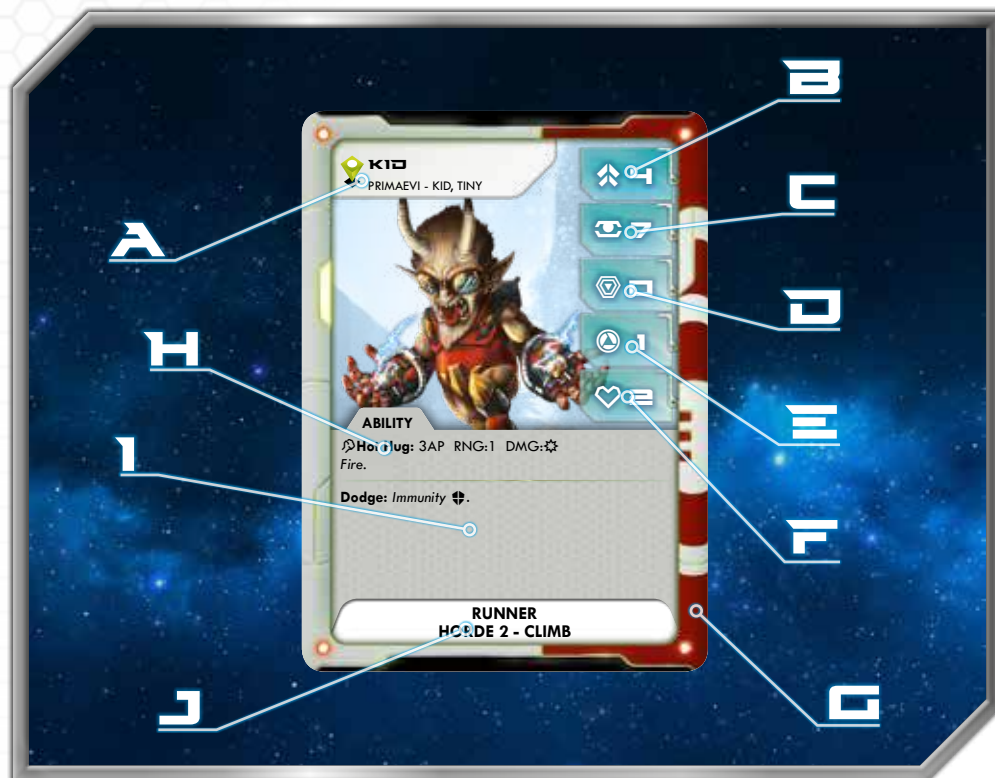 B
KID
4
PRIMAEVI - KID, TINY
C
A
7
D
H
1
E
2
ABILITY
I
Hot Hug: 3AP RNG:1 DMG:
Fire.
Dodge: Immunity .
F
RUNNER
HORDE 2 - CLIMB
J
G